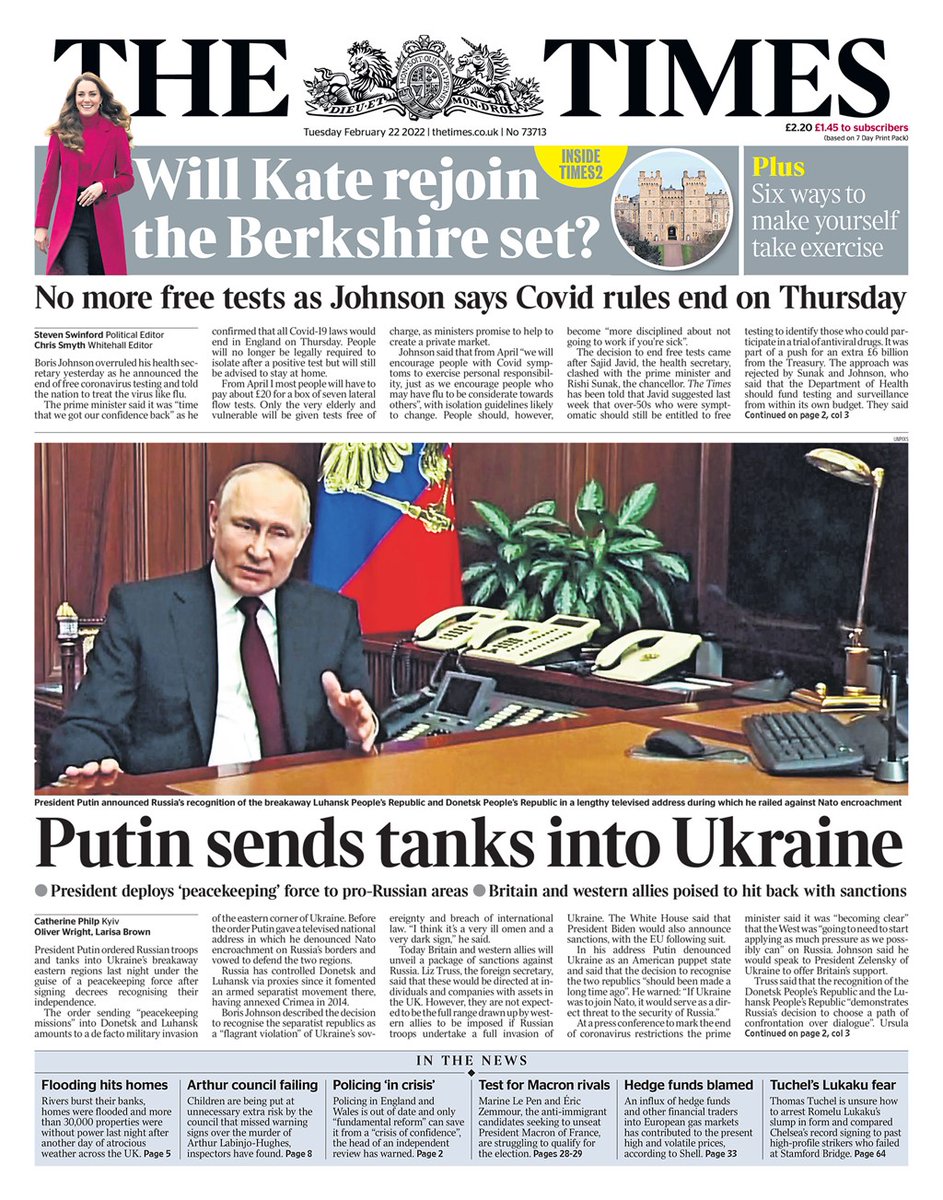 THE TIMES
DIEU ET MON DROIT
Tuesday February 22 2022 | thetimes.co.uk | No 73713
£2.20 £1.45 to subscribers
(based on 7 Day Print Pack)
Will Kate rejoin
the Berkshire set?
INSIDE
TIMES2
Plus
Six ways to
make yourself
take exercise
No more free tests as Johnson says Covid rules end on Thursday
Steven Swinford Political Editor
Chris Smyth Whitehall Editor
Boris Johnson overruled his health sec-
retary yesterday as he announced the
end of free coronavirus testing and told
the nation to treat the virus like flu.
The prime minister said it was “time
that we got our confidence back” as he
confirmed that all Covid-19 laws would
end in England on Thursday. People
will no longer be legally required to
isolate after a positive test but will still
be advised to stay at home.
From April 1 most people will have to
pay about £20 for a box of seven lateral
flow tests. Only the very elderly and
vulnerable will be given tests free of
charge, as ministers promise to help to
create a private market.
Johnson said that from April “we will
encourage people with Covid symp-
toms to exercise personal responsibil-
ity, just as we encourage people who
may have flu to be considerate towards
others”, with isolation guidelines likely
to change. People should, however,
become “more disciplined about not
going to work if you’re sick”.
The decision to end free tests came
after Sajid Javid, the health secretary,
clashed with the prime minister and
Rishi Sunak, the chancellor. The Times
has been told that Javid suggested last
week that over-50s who were sympt-
omatic should still be entitled to free
testing to identify those who could par-
ticipate in a trial of antiviral drugs. It was
part of a push for an extra £6 billion
from the Treasury. The approach was
rejected by Sunak and Johnson, who
said that the Department of Health
should fund testing and surveillance
from within its own budget. They said
Continued on page 2, col 3
UNPIXS
President Putin announced Russia’s recognition of the breakaway Luhansk People’s Republic and Donetsk People’s Republic in a lengthy televised address during which he railed against Nato encroachment
Putin sends tanks into Ukraine
● President deploys ‘peacekeeping’ force to pro-Russian areas ● Britain and western allies poised to hit back with sanctions
Catherine Philp Kyiv
Oliver Wright, Larisa Brown
President Putin ordered Russian troops
and tanks into Ukraine’s breakaway
eastern regions last night under the
guise of a peacekeeping force after
signing decrees recognising their
independence.
The order sending “peacekeeping
missions” into Donetsk and Luhansk
amounts to a de facto military invasion
of the eastern corner of Ukraine. Before
the order Putin gave a televised national
address in which he denounced Nato
encroachment on Russia’s borders and
vowed to defend the two regions.
Russia has controlled Donetsk and
Luhansk via proxies since it fomented
an armed separatist movement there,
having annexed Crimea in 2014.
Boris Johnson described the decision
to recognise the separatist republics as
a “flagrant violation” of Ukraine’s sov-
ereignty and breach of international
law. “I think it’s a very ill omen and a
very dark sign,” he said.
Today Britain and western allies will
unveil a package of sanctions against
Russia. Liz Truss, the foreign secretary,
said that these would be directed at in-
dividuals and companies with assets in
the UK. However, they are not expect-
ed to be the full range drawn up by west-
ern allies to be imposed if Russian
troops undertake a full invasion of
Ukraine. The White House said that
President Biden would also announce
sanctions, with the EU following suit.
In his address Putin denounced
Ukraine as an American puppet state
and said that the decision to recognise
the two republics “should been made a
long time ago”. He warned: “If Ukraine
was to join Nato, it would serve as a di-
rect threat to the security of Russia.”
At a press conference to mark the end
of coronavirus restrictions the prime
minister said it was “becoming clear”
that the West was “going to need to start
applying as much pressure as we pos-
sibly can” on Russia. Johnson said he
would speak to President Zelensky of
Ukraine to offer Britain’s support.
Truss said that the recognition of the
Donetsk People’s Republic and the Lu-
hansk People’s Republic “demonstrates
Russia’s decision to choose a path of
confrontation over dialogue”. Ursula
Continued on page 2, col 3
IN THE NEWS
Flooding hits homes
Rivers burst their banks,
homes were flooded and more
than 30,000 properties were
without power last night after
another day of atrocious
weather across the UK. Page 5
Arthur council failing
Children are being put at
unnecessary extra risk by the
council that missed warning
signs over the murder of
Arthur Labinjo-Hughes,
inspectors have found. Page 8
Policing ‘in crisis’
Policing in England and
Wales is out of date and only
“fundamental reform” can save
it from a “crisis of confidence”,
the head of an independent
review has warned. Page 2
Test for Macron rivals
Marine Le Pen and Éric
Zemmour, the anti-immigrant
candidates seeking to unseat
President Macron of France,
are struggling to qualify for
the election. Pages 28-29
Hedge funds blamed
An influx of hedge funds
and other financial traders
into European gas markets
has contributed to the present
high and volatile prices,
according to Shell. Page 33
Tuchel’s Lukaku fear
Thomas Tuchel is unsure how
to arrest Romelu Lukaku’s
slump in form and compared
Chelsea’s record signing to past
high-profile strikers who failed
at Stamford Bridge. Page 64